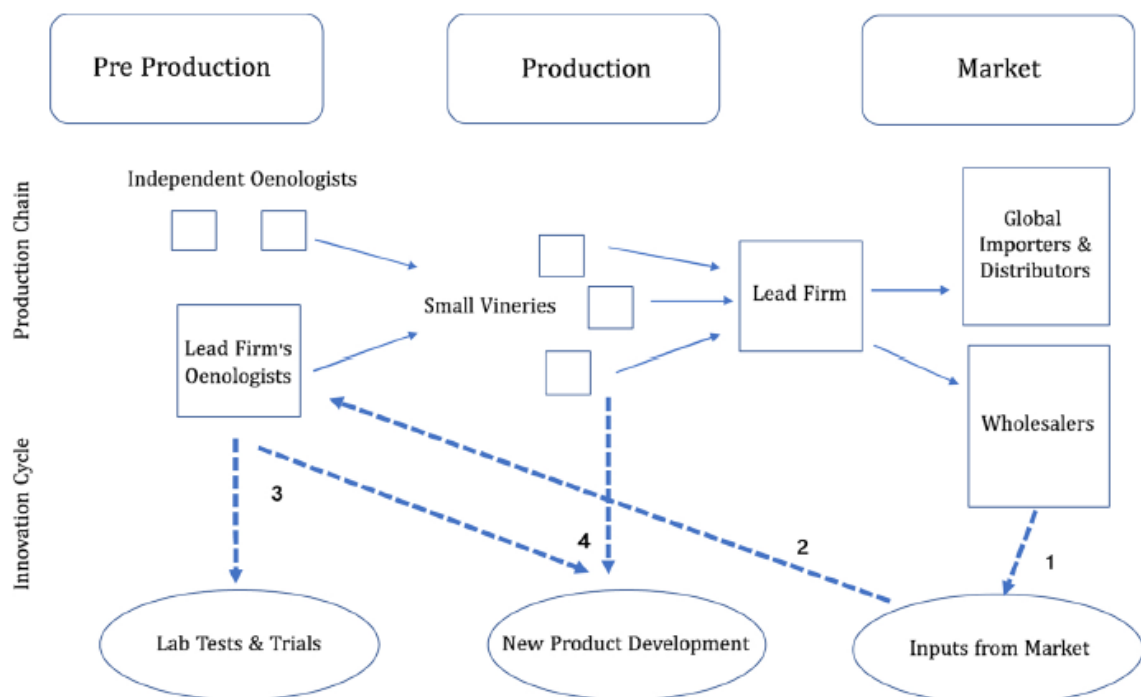 Pre Production
Production
Market
Production Chain
Independent Oenologists
Global
Importers &
Distributors
Small Vineries
Lead Firm
Lead Firm's
Oenologists
Wholesalers
Innovation Cycle
3
4
2
1
Lab Tests & Trials
New Product Development
Inputs from Market